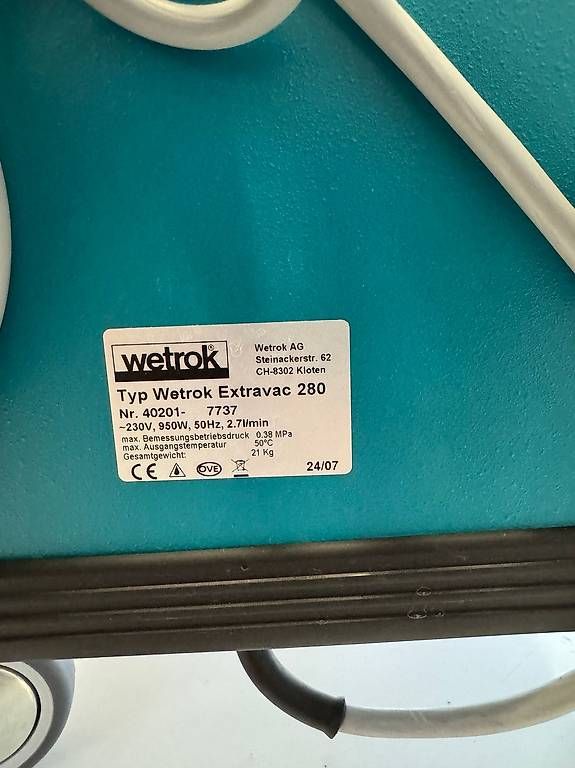 wetrok®
Wetrok AG
Steinackerstr. 62
CH-8302 Kloten
Typ Wetrok Extravac 280
Nr. 40201- 7737
~230V, 950W, 50Hz, 2.7l/min
max. Bemessungsbetriebsdruck 0.38 MPa
max. Ausgangstemperatur 50°C
Gesamtgewicht: 21 Kg
CE OVE 24/07